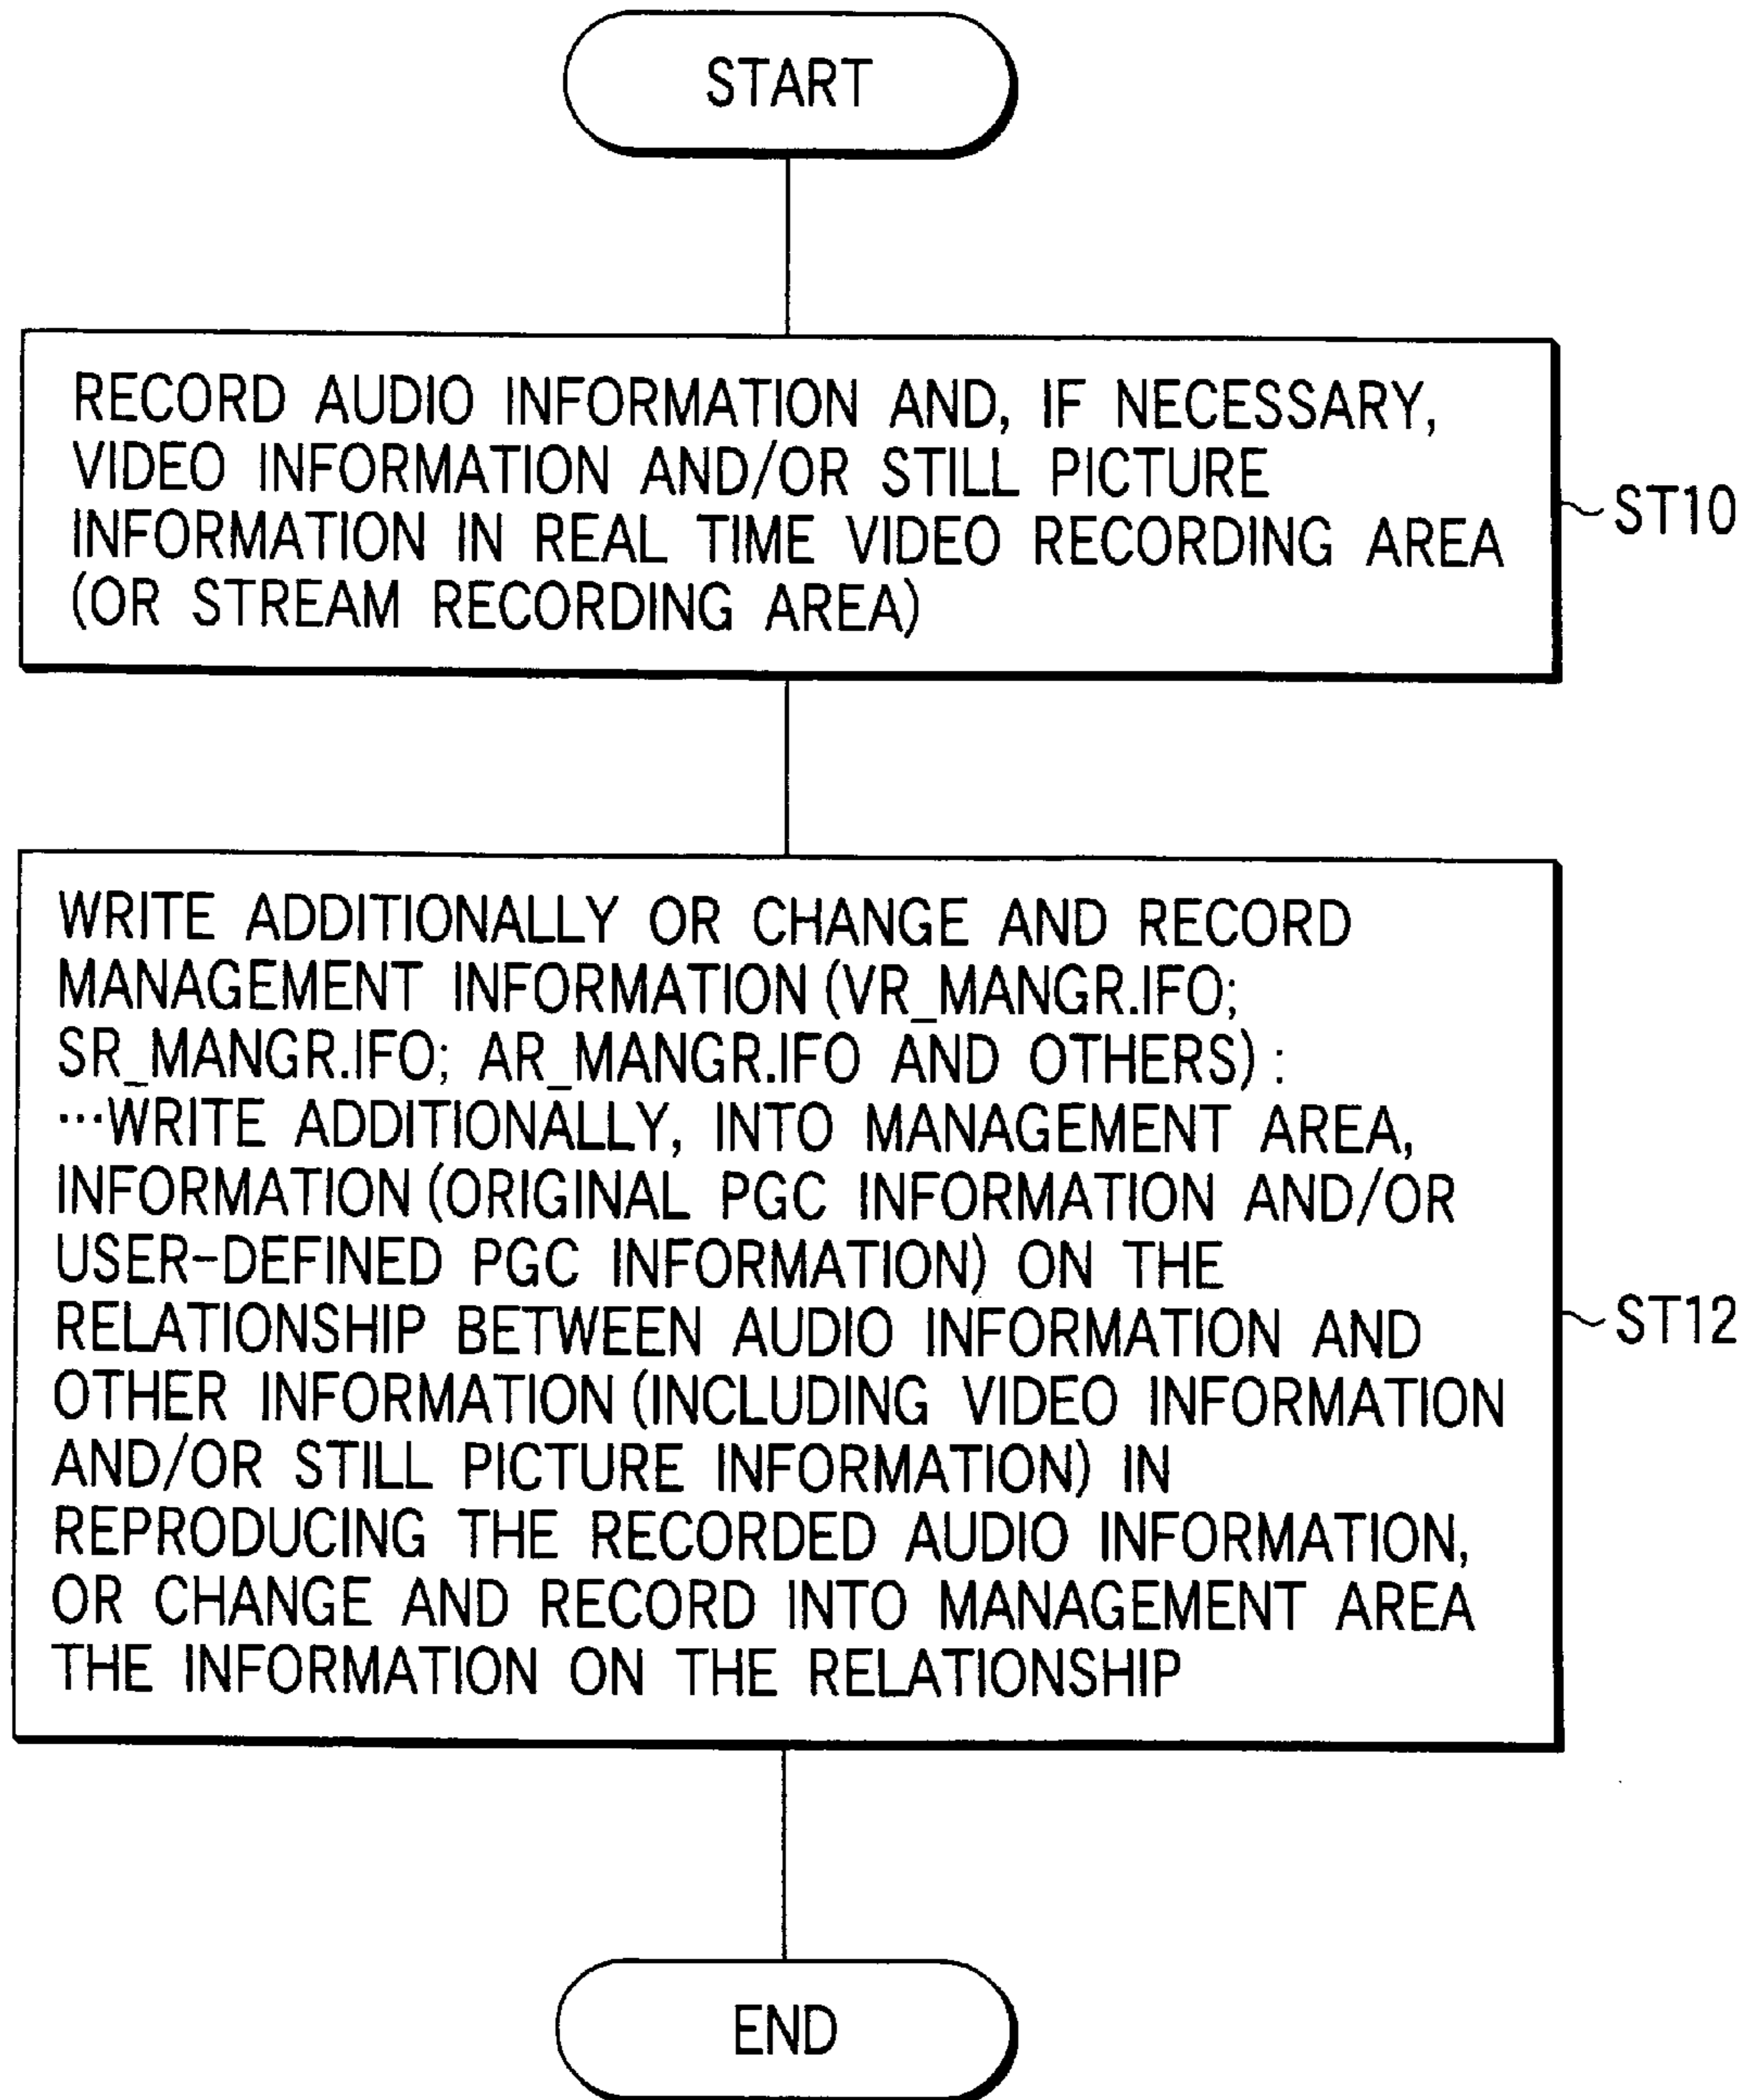 START
RECORD AUDIO INFORMATION AND, IF NECESSARY,
VIDEO INFORMATION AND/OR STILL PICTURE
INFORMATION IN REAL TIME VIDEO RECORDING AREA
(OR STREAM RECORDING AREA)
ST10
WRITE ADDITIONALLY OR CHANGE AND RECORD
MANAGEMENT INFORMATION (VR_MANGR.IFO;
SR_MANGR.IFO; AR_MANGR.IFO AND OTHERS) :
···WRITE ADDITIONALLY, INTO MANAGEMENT AREA,
INFORMATION (ORIGINAL PGC INFORMATION AND/OR
USER-DEFINED PGC INFORMATION) ON THE
RELATIONSHIP BETWEEN AUDIO INFORMATION AND
OTHER INFORMATION (INCLUDING VIDEO INFORMATION
AND/OR STILL PICTURE INFORMATION) IN
REPRODUCING THE RECORDED AUDIO INFORMATION,
OR CHANGE AND RECORD INTO MANAGEMENT AREA
THE INFORMATION ON THE RELATIONSHIP
ST12
END